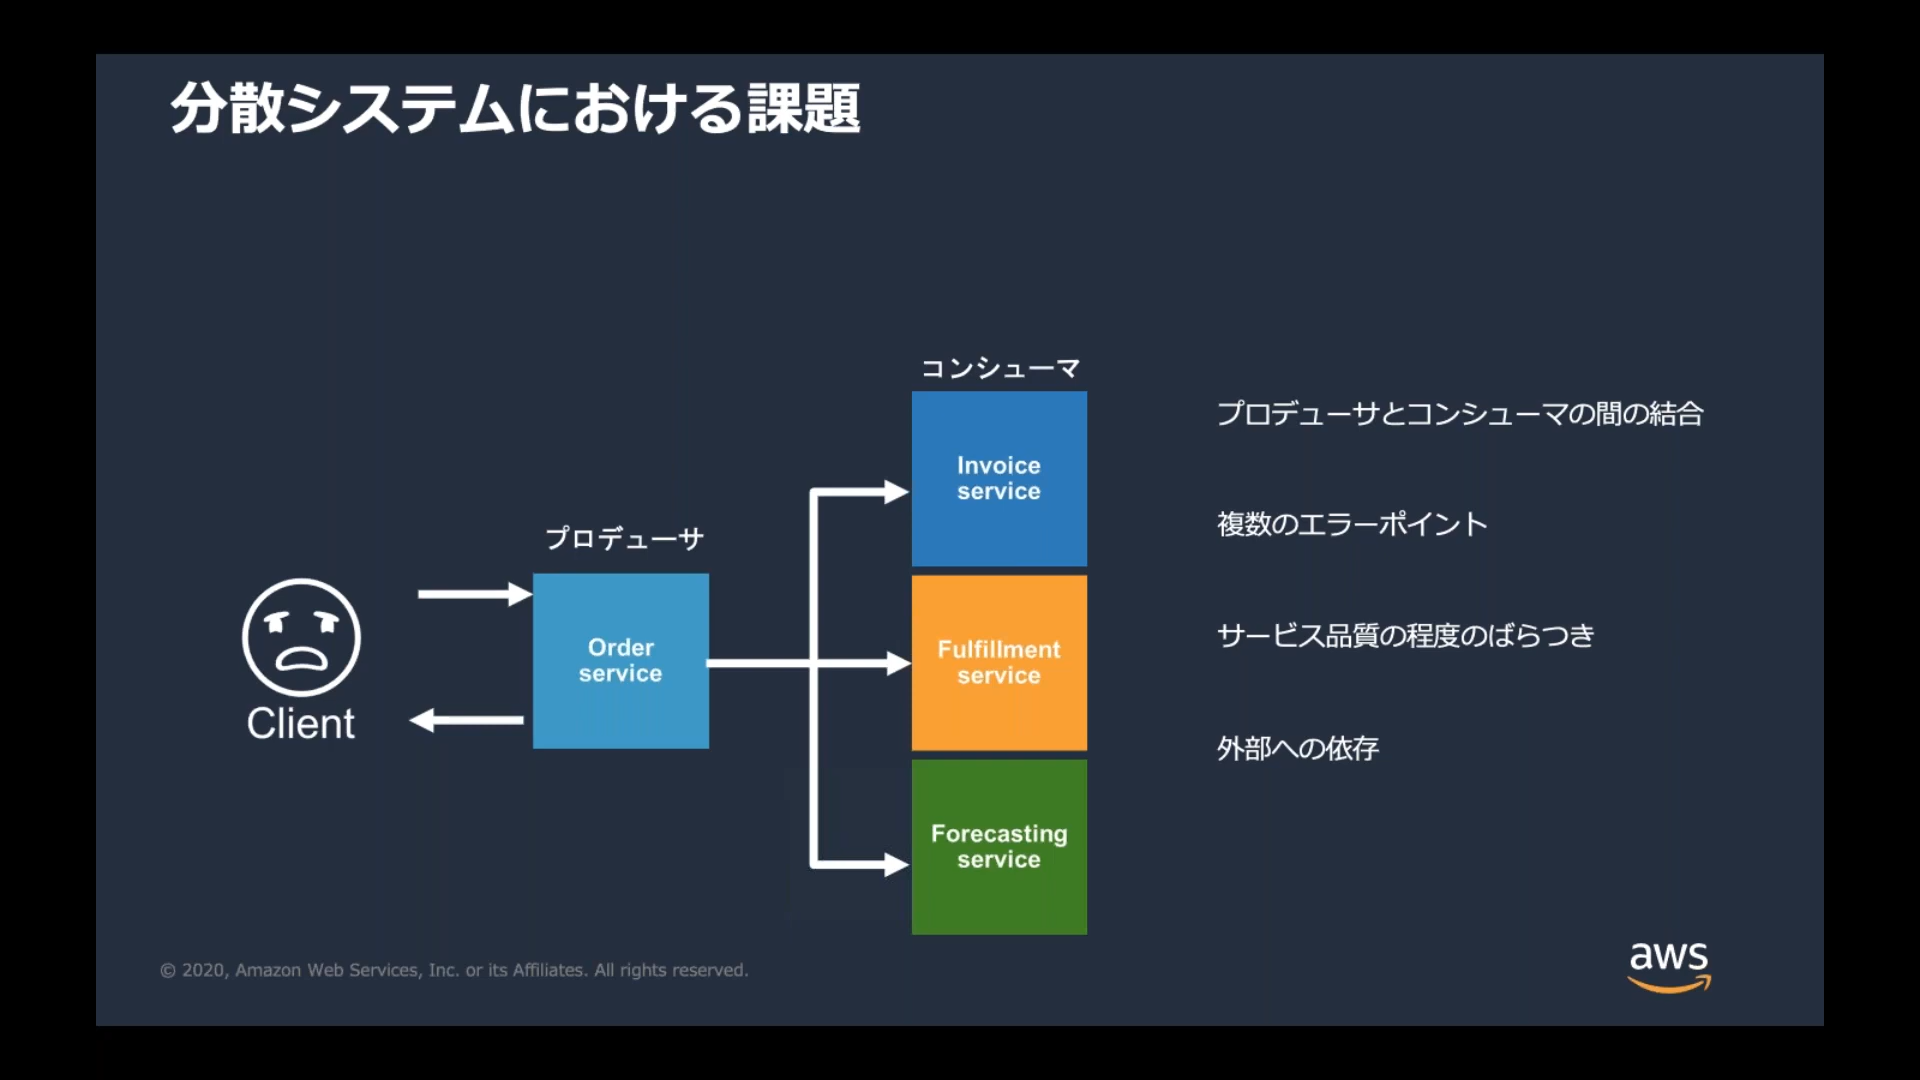 分散システムにおける課題
コンシューマ
Invoice
service
プロデューサ
Order
service
Client
Fulfillment
service
Forecasting
service
プロデューサとコンシューマの間の結合
複数のエラーポイント
サービス品質の程度のばらつき
外部への依存
© 2020, Amazon Web Services, Inc. or its Affiliates. All rights reserved.
aws